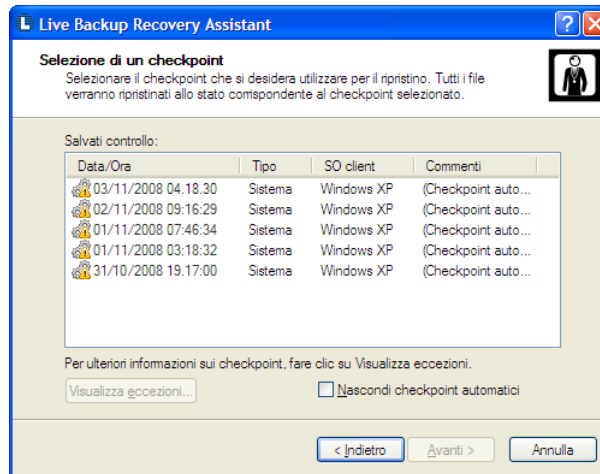 Live Backup Recovery Assistant
Selezione di un checkpoint
Selezionare il checkpoint che si desidera utilizzare per il ripristino. Tutti i file
verranno ripristinati allo stato corrispondente al checkpoint selezionato.
Salvati controllo:
Data/Ora Tipo SO client Commenti
03/11/2008 04.18.30 Sistema Windows XP (Checkpoint auto...
02/11/2008 09:16:29 Sistema Windows XP (Checkpoint auto...
01/11/2008 07:46:34 Sistema Windows XP (Checkpoint auto...
01/11/2008 03:18:32 Sistema Windows XP (Checkpoint auto...
31/10/2008 19.17:00 Sistema Windows XP (Checkpoint auto...
Per ulteriori informazioni sui checkpoint, fare clic su Visualizza eccezioni.
Visualizza eccezioni... Nascondi checkpoint automatici
< Indietro Avanti > Annulla